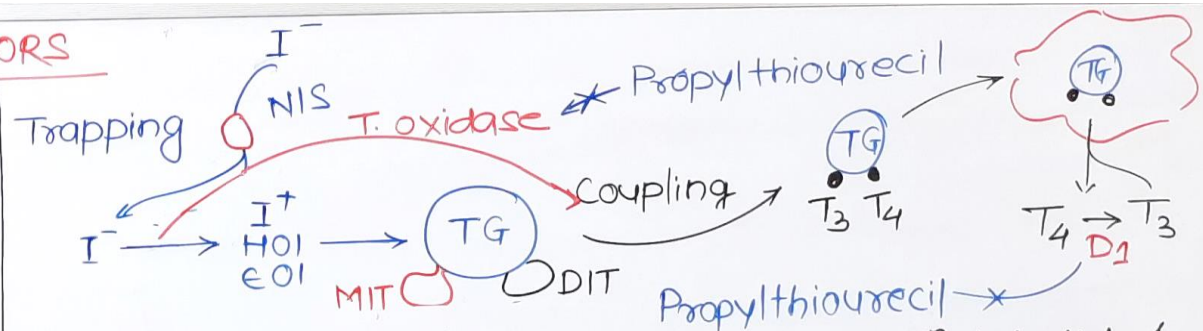 ORS
I⁻
NIS
Trapping
T. oxidase
Propylthiourecil
TG
TG
Coupling
T₃ T₄
I⁻
I⁺
HOI
EOI
TG
MIT
DIT
T₄ → T₃
D1
Propylthiourecil